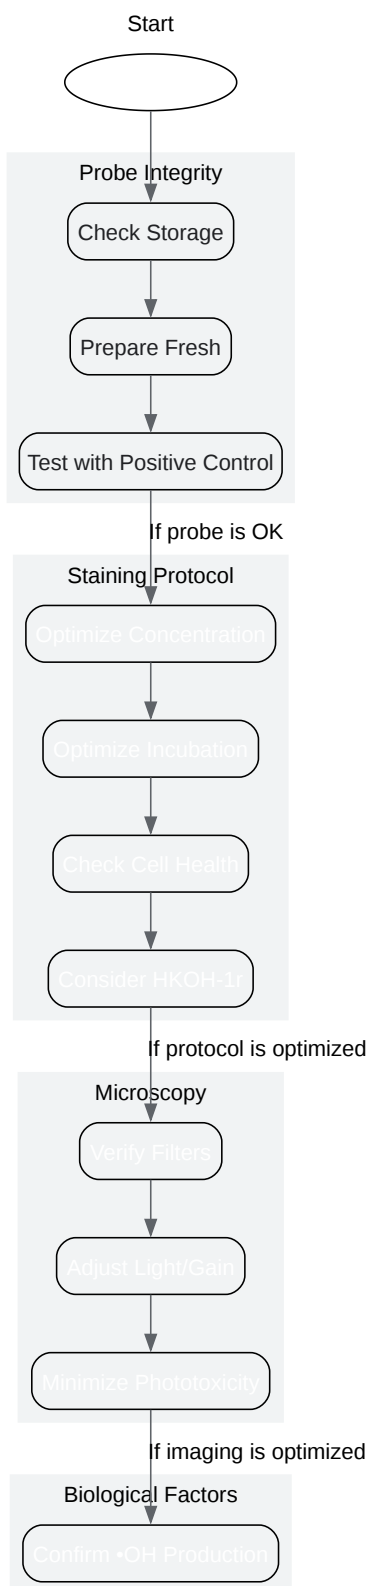 Start
Probe Integrity
Check Storage
Prepare Fresh
Test with Positive Control
If probe is OK
Staining Protocol
Optimize Concentration
Optimize Incubation
Check Cell Health
Consider HKOH-1r
If protocol is optimized
Microscopy
Verify Filters
Adjust Light/Gain
Minimize Phototoxicity
If imaging is optimized
Biological Factors
Confirm •OH Production